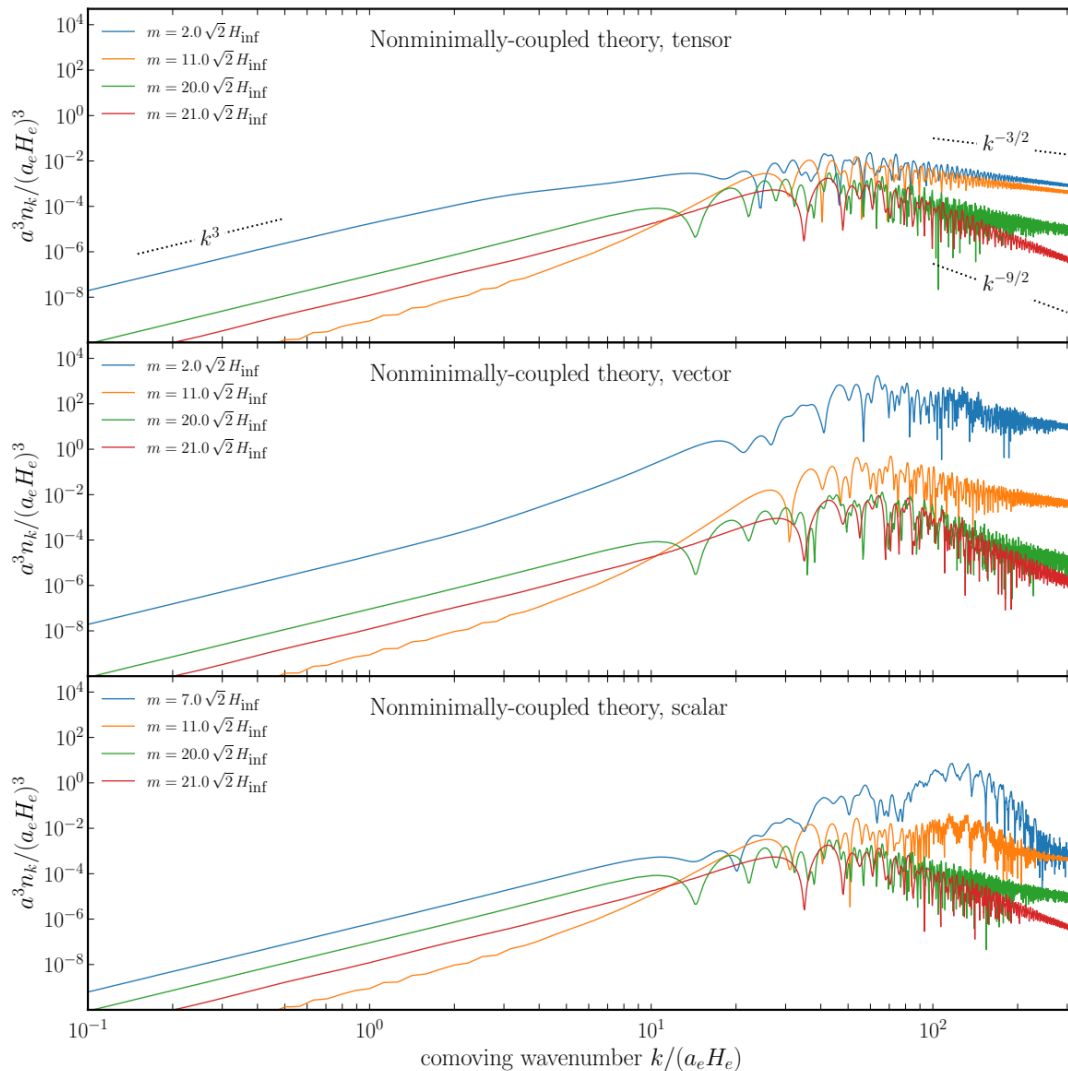 Nonminimally-coupled theory, tensor
m = 2.0 √2 H_inf
m = 11.0 √2 H_inf
m = 20.0 √2 H_inf
m = 21.0 √2 H_inf
10^4
10^2
10^0
10^−2
10^−4
10^−6
10^−8
a^3 n_k/(a_e H_e)^3
k^3
k^−3/2
k^−9/2
Nonminimally-coupled theory, vector
m = 2.0 √2 H_inf
m = 11.0 √2 H_inf
m = 20.0 √2 H_inf
m = 21.0 √2 H_inf
10^4
10^2
10^0
10^−2
10^−4
10^−6
10^−8
a^3 n_k/(a_e H_e)^3
Nonminimally-coupled theory, scalar
m = 7.0 √2 H_inf
m = 11.0 √2 H_inf
m = 20.0 √2 H_inf
m = 21.0 √2 H_inf
10^4
10^2
10^0
10^−2
10^−4
10^−6
10^−8
a^3 n_k/(a_e H_e)^3
10^−1 10^0 10^1 10^2
comoving wavenumber k/(a_e H_e)